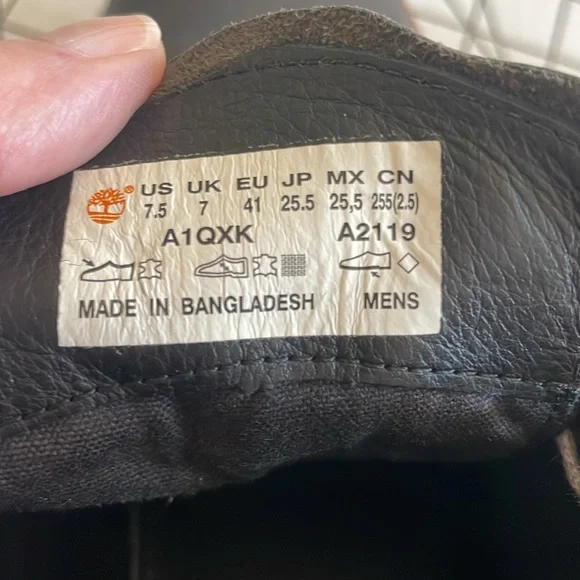 ® US UK EU JP MX CN
7.5 7 41 25.5 25,5 255(2.5)
A1QXK A2119
MADE IN BANGLADESH MENS